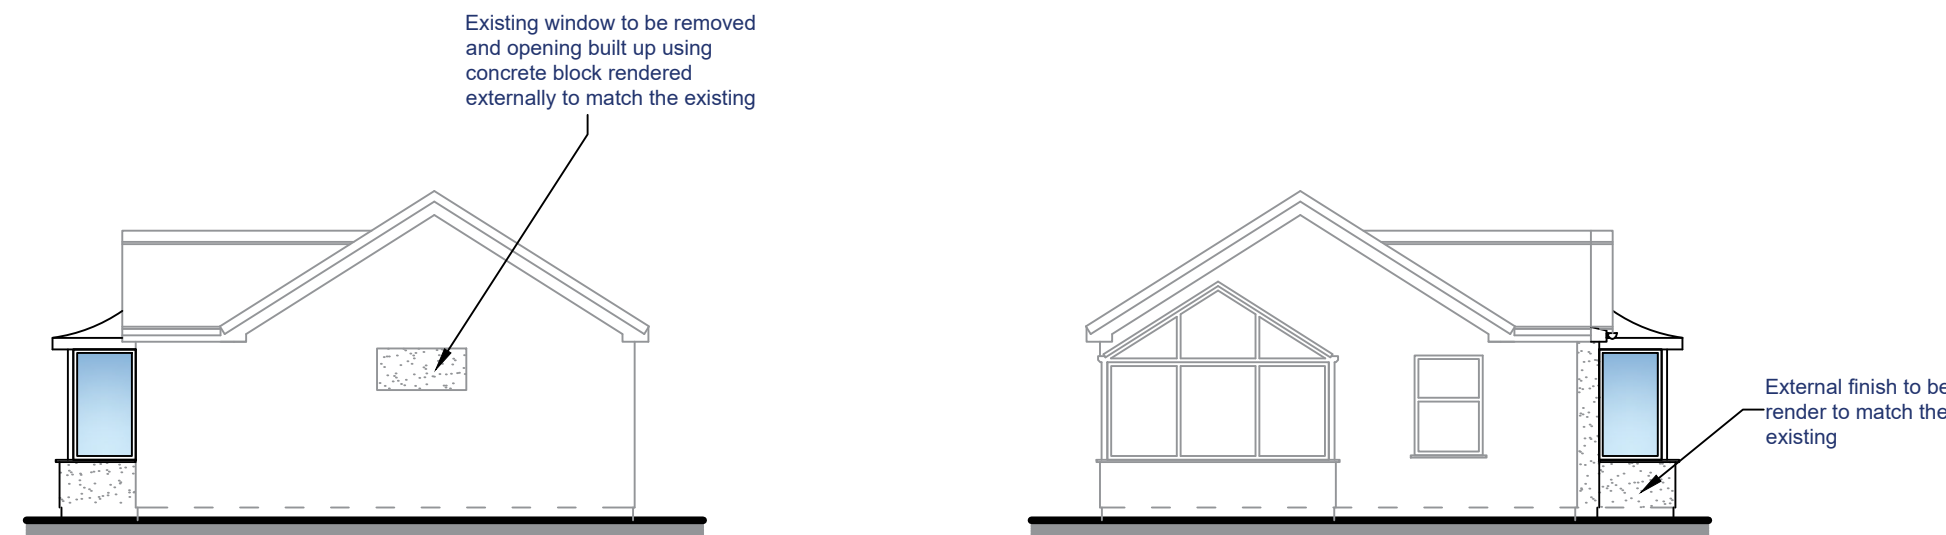 Existing window to be removed
and opening built up using
concrete block rendered
externally to match the existing
External finish to be
render to match the
existing